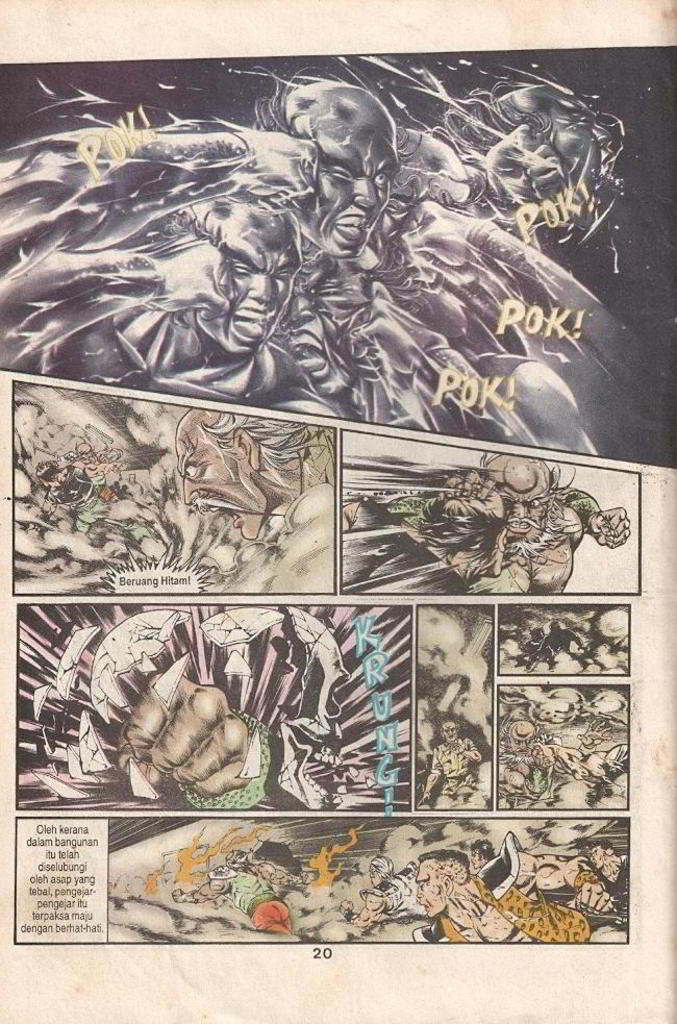 POK!
POK!
POK!
POK!
Beruang Hitam!
KRUNG!
Oleh kerana
dalam bangunan
itu telah
diselubungi
oleh asap yang
tebal, pengejar-
pengejar itu
terpaksa maju
dengan berhat-hati.
20